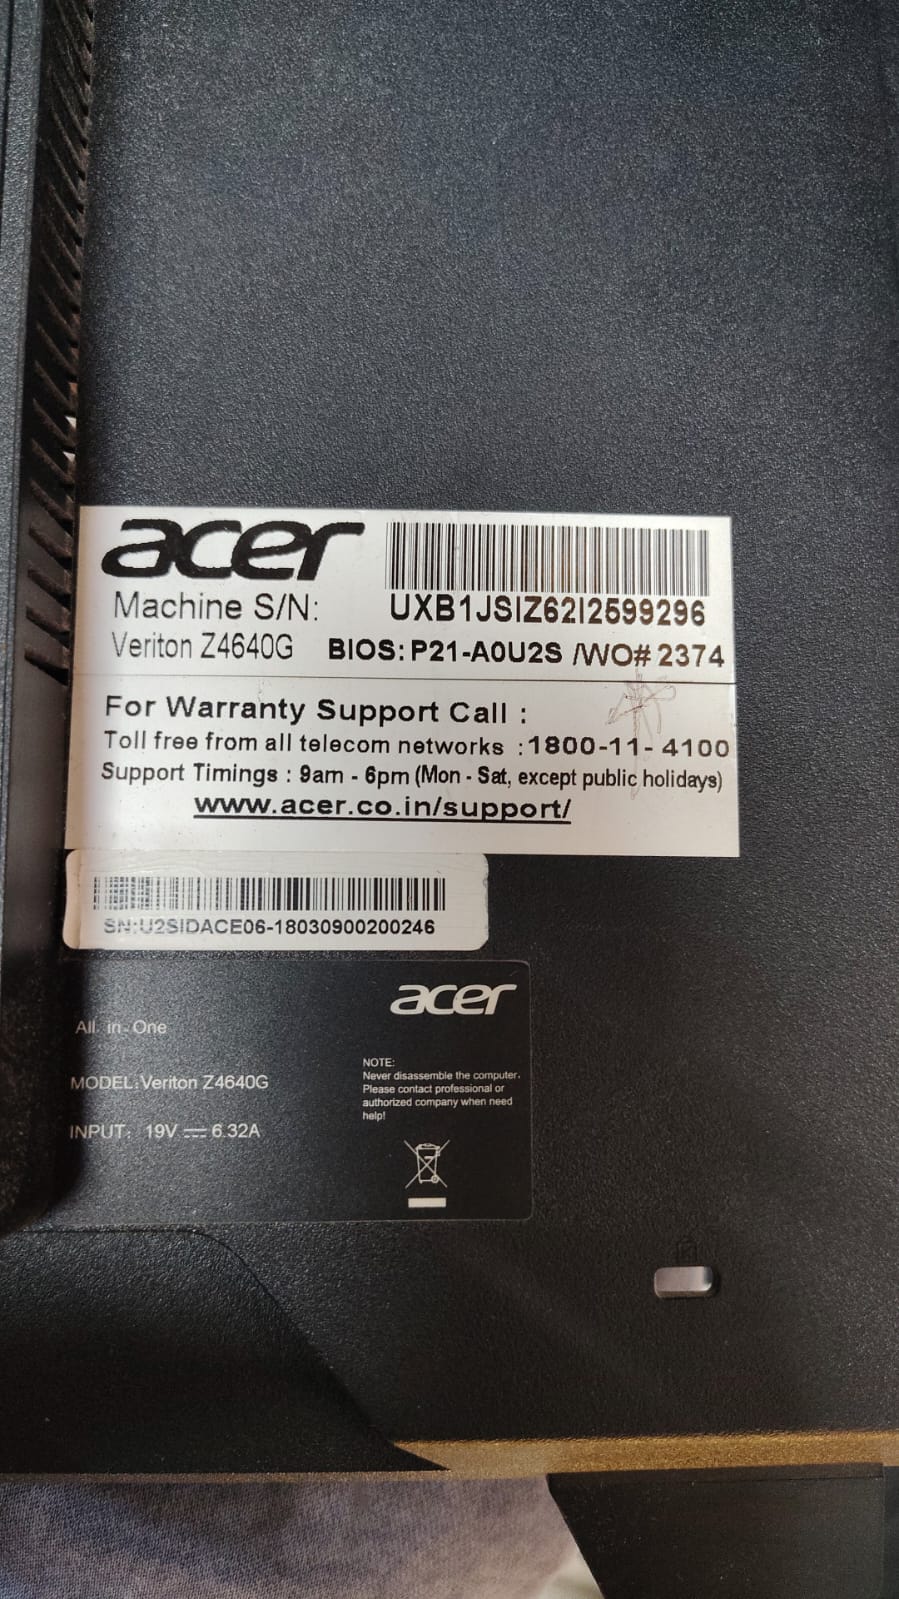 acer
Machine S/N: UXB1JSIZ62I2599296
Veriton Z4640G BIOS: P21-A0U2S /WO# 2374
For Warranty Support Call :
Toll free from all telecom networks : 1800-11- 4100
Support Timings : 9am - 6pm (Mon - Sat, except public holidays)
www.acer.co.in/support/
SN:U2SIDACE06-18030900200246
acer
All in-One
MODEL:Veriton Z4640G
INPUT: 19V 6.32A
NOTE:
Never disassemble the computer.
Please contact professional or
authorized company when need
help!